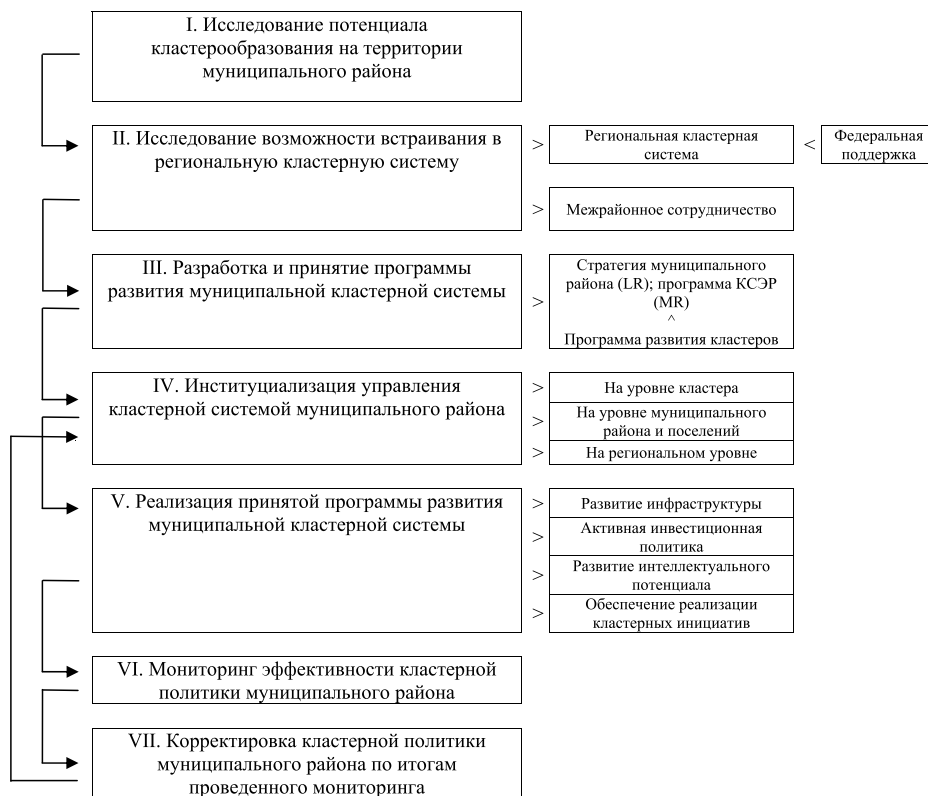 I. Исследование потенциала
кластерообразования на территории
муниципального района
II. Исследование возможности встраивания в
региональную кластерную систему
>
Региональная кластерная
система
<
Федеральная
поддержка
>
Межрайонное сотрудничество
III. Разработка и принятие программы
развития муниципальной кластерной системы
>
Стратегия муниципального
района (LR); программа КСЭР
(MR)
^
Программа развития кластеров
IV. Институциализация управления
кластерной системой муниципального района
>
На уровне кластера
>
На уровне муниципального
района и поселений
>
На региональном уровне
V. Реализация принятой программы развития
муниципальной кластерной системы
>
Развитие инфраструктуры
>
Активная инвестиционная
политика
>
Развитие интеллектуального
потенциала
>
Обеспечение реализации
кластерных инициатив
VI. Мониторинг эффективности кластерной
политики муниципального района
VII. Корректировка кластерной политики
муниципального района по итогам
проведенного мониторинга